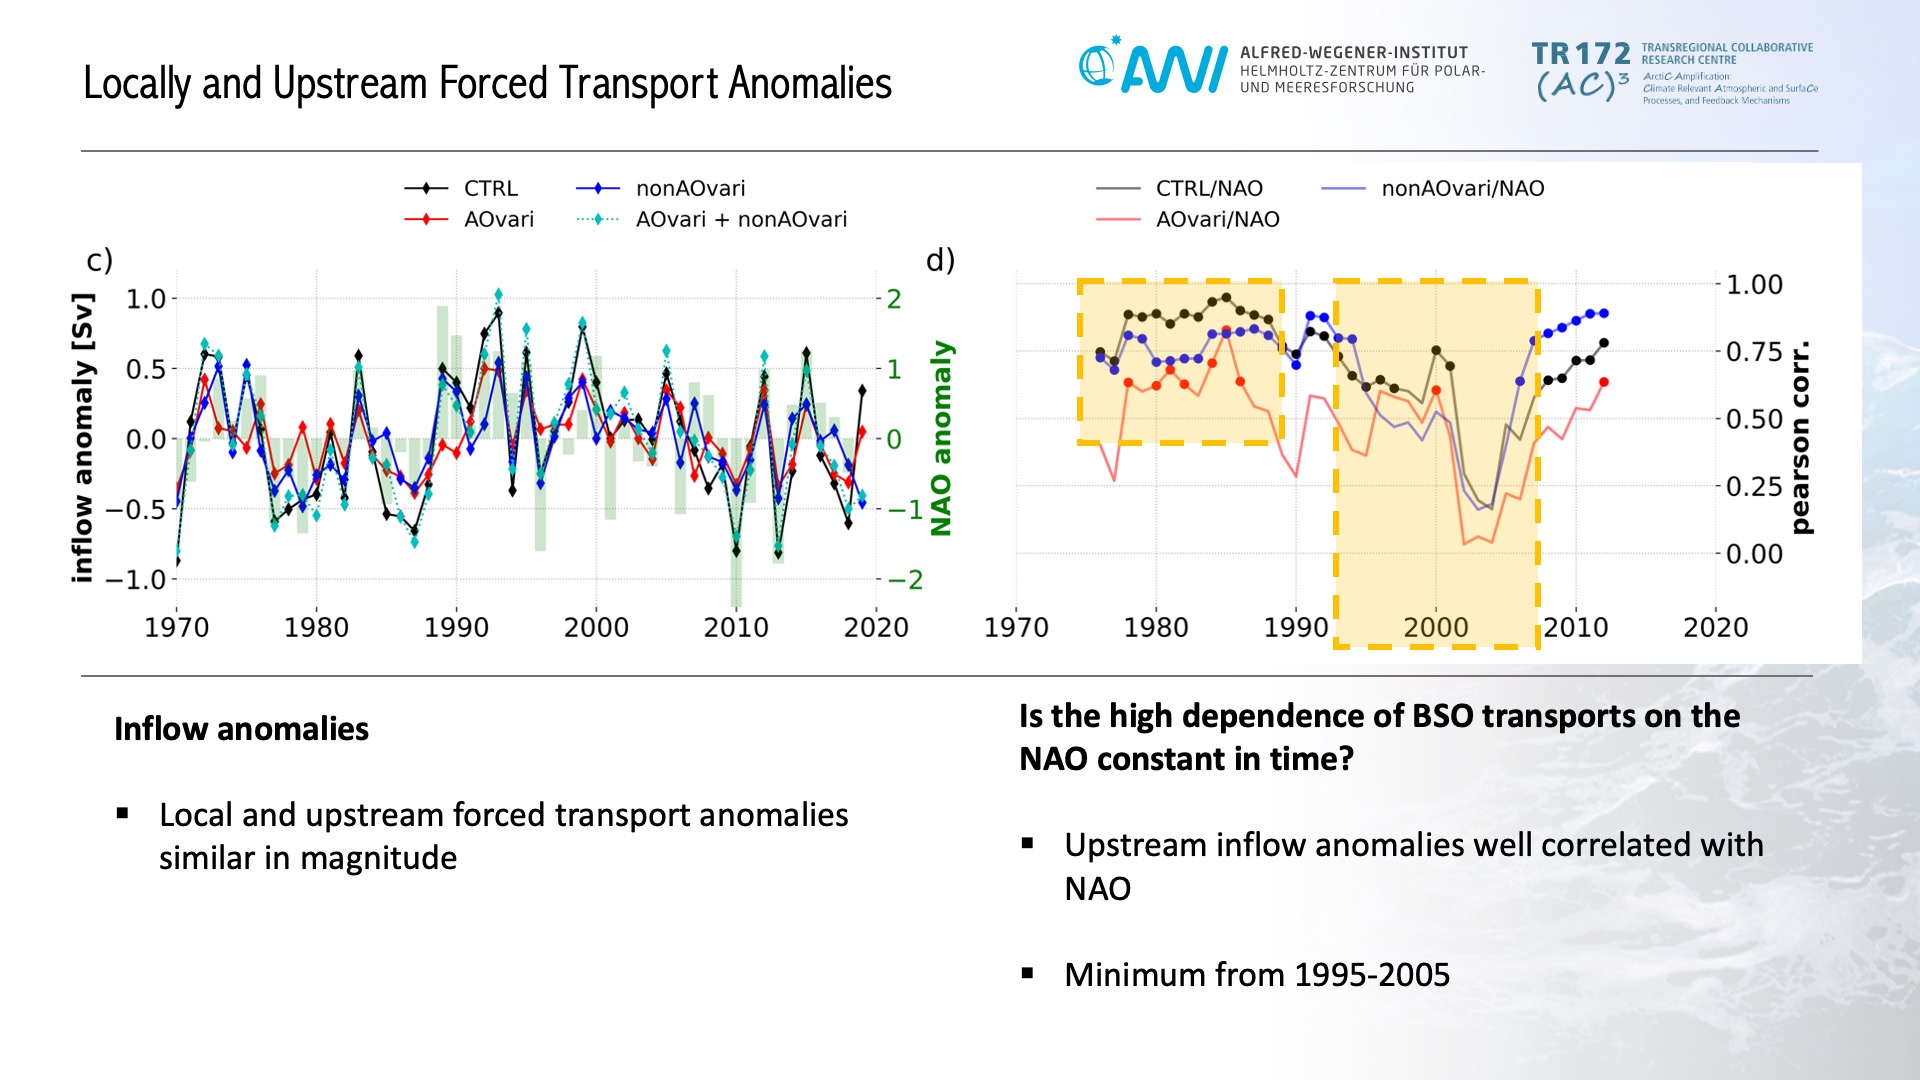 Locally and Upstream Forced Transport Anomalies
AWI
ALFRED-WEGENER-INSTITUT
HELMHOLTZ-ZENTRUM FÜR POLAR-
UND MEERESFORSCHUNG
TR 172
(AC)³
TRANSREGIONAL COLLABORATIVE
RESEARCH CENTRE
ArctiC Amplification:
Climate Relevant Atmospheric and SurfaCe
Processes, and Feedback Mechanisms
CTRL
nonAOvari
AOvari
AOvari + nonAOvari
c)
inflow anomaly [Sv]
1.0
0.5
0.0
−0.5
−1.0
2
1
0
−1
−2
NAO anomaly
1970 1980 1990 2000 2010 2020
CTRL/NAO
nonAOvari/NAO
AOvari/NAO
d)
1.00
0.75
0.50
0.25
0.00
pearson corr.
1970 1980 1990 2000 2010 2020
Inflow anomalies
▪ Local and upstream forced transport anomalies
similar in magnitude
Is the high dependence of BSO transports on the
NAO constant in time?
▪ Upstream inflow anomalies well correlated with
NAO
▪ Minimum from 1995-2005